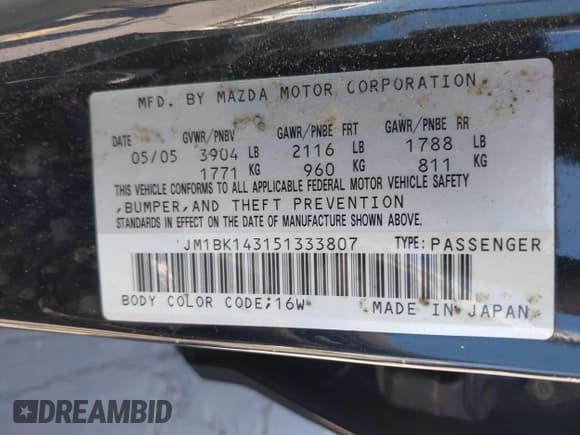 MFD. BY MAZDA MOTOR CORPORATION
DATE GVWR/PNBV GAWR/PNBE FRT GAWR/PNBE RR
05/05 3904 LB 2116 LB 1788 LB
1771 KG 960 KG 811 KG
THIS VEHICLE CONFORMS TO ALL APPLICABLE FEDERAL MOTOR VEHICLE SAFETY
,BUMPER,AND THEFT PREVENTION
STANDARDS IN EFFECT ON THE DATE OF MANUFACTURE SHOWN ABOVE.
JM1BK143151333807 TYPE: PASSENGER
BODY COLOR CODE;16W MADE IN JAPAN
DREAMBID